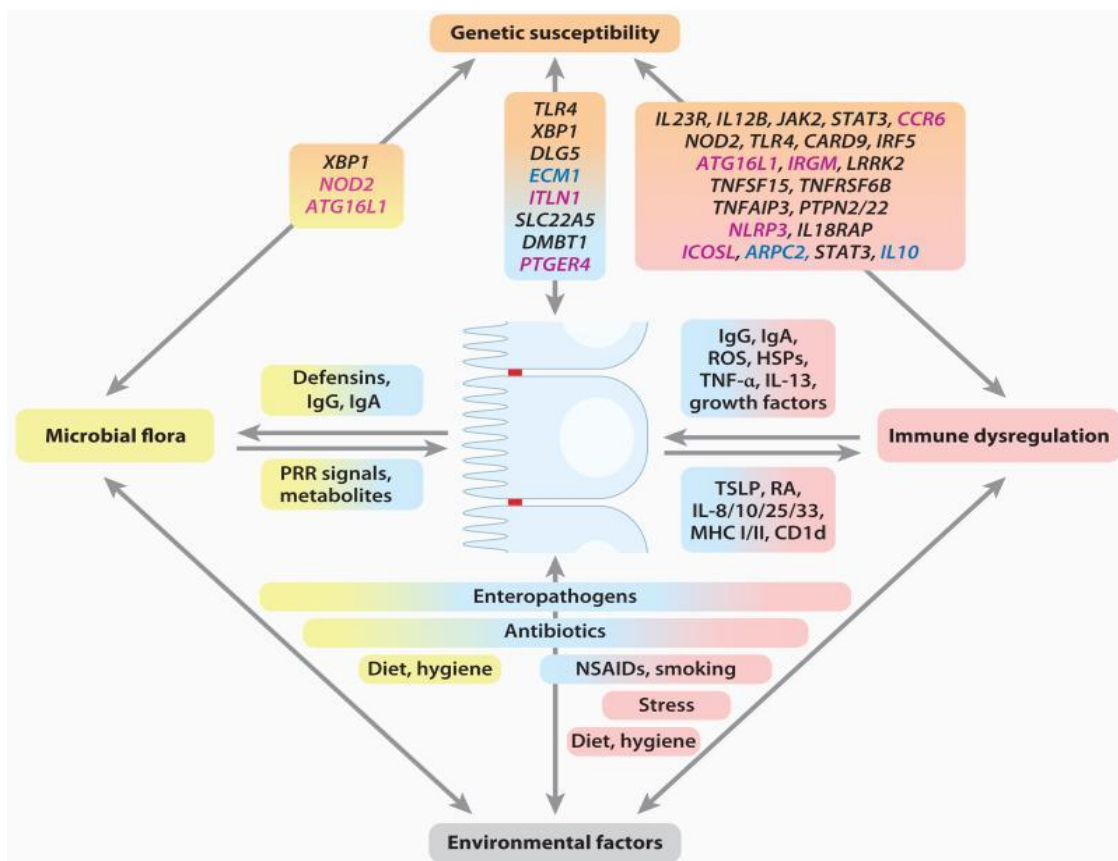 Genetic susceptibility
XBP1
NOD2
ATG16L1
TLR4
XBP1
DLG5
ECM1
ITLN1
SLC22A5
DMBT1
PTGER4
IL23R, IL12B, JAK2, STAT3, CCR6
NOD2, TLR4, CARD9, IRF5
ATG16L1, IRGM, LRRK2
TNFSF15, TNFRSF6B
TNFAIP3, PTPN2/22
NLRP3, IL18RAP
ICOSL, ARPC2, STAT3, IL10
Defensins,
IgG, IgA
IgG, IgA,
ROS, HSPs,
TNF-α, IL-13,
growth factors
Microbial flora
Immune dysregulation
PRR signals,
metabolites
TSLP, RA,
IL-8/10/25/33,
MHC I/II, CD1d
Enteropathogens
Antibiotics
Diet, hygiene
NSAIDs, smoking
Stress
Diet, hygiene
Environmental factors